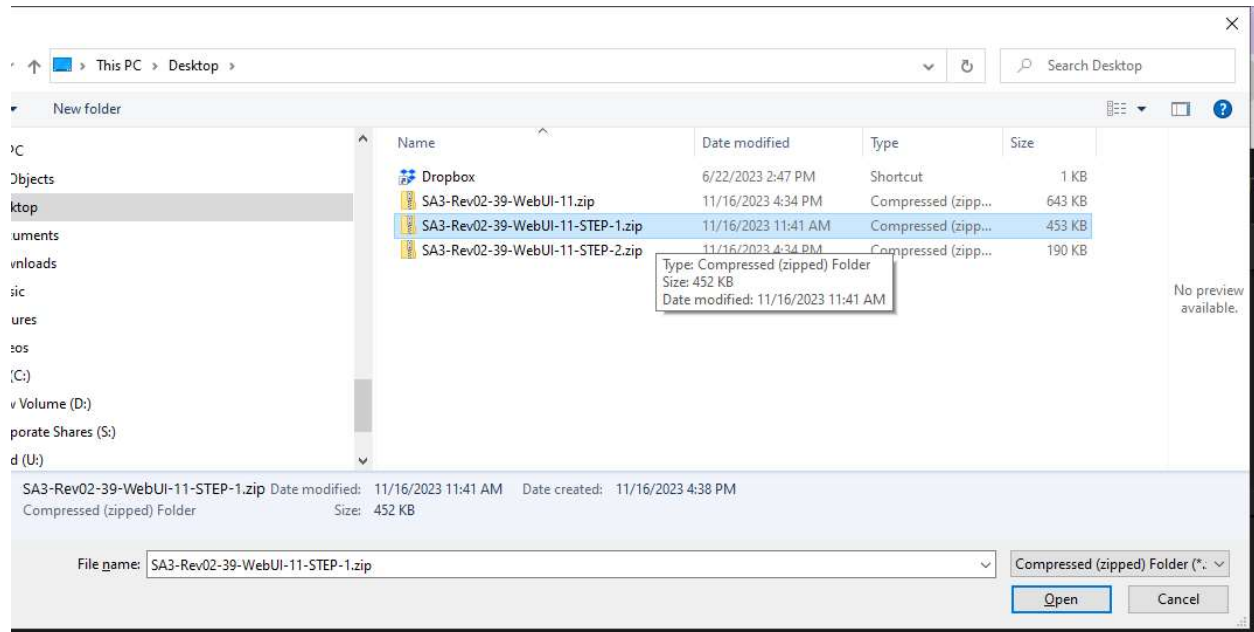 This PC > Desktop >
Search Desktop
New folder
Name Date modified Type Size
PC
Objects
ktop
uments
vnloads
sic
ures
eos
(C:)
v Volume (D:)
porate Shares (S:)
d (U:)
Dropbox 6/22/2023 2:47 PM Shortcut 1 KB
SA3-Rev02-39-WebUI-11.zip 11/16/2023 4:34 PM Compressed (zipp... 643 KB
SA3-Rev02-39-WebUI-11-STEP-1.zip 11/16/2023 11:41 AM Compressed (zipp... 453 KB
SA3-Rev02-39-WebUI-11-STEP-2.zip 11/16/2023 4:34 PM Compressed (zipp... 190 KB
Type: Compressed (zipped) Folder
Size: 452 KB
Date modified: 11/16/2023 11:41 AM
No preview
available.
SA3-Rev02-39-WebUI-11-STEP-1.zip Date modified: 11/16/2023 11:41 AM Date created: 11/16/2023 4:38 PM
Compressed (zipped) Folder Size: 452 KB
File name: SA3-Rev02-39-WebUI-11-STEP-1.zip
Compressed (zipped) Folder (*.
Open Cancel